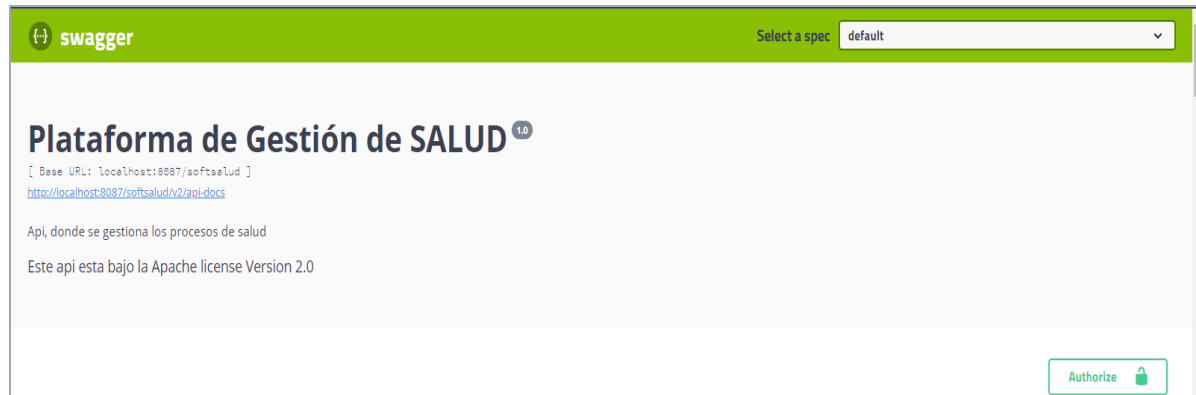 swagger
Select a spec default
Plataforma de Gestión de SALUD 1.0
[ Base URL: localhost:8087/softsalud ]
http://localhost:8087/softsalud/v2/api-docs
Api, donde se gestiona los procesos de salud
Este api esta bajo la Apache license Version 2.0
Authorize